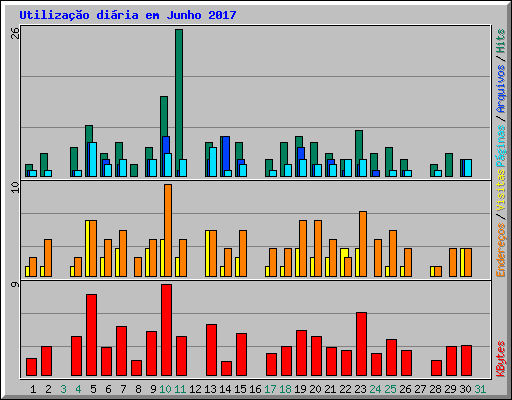 Utilização diária em Junho 2017
26
10
9
Endereços / Visitas Páginas / Arquivos / Hits
KBytes
1 2 3 4 5 6 7 8 9 10 11 12 13 14 15 16 17 18 19 20 21 22 23 24 25 26 27 28 29 30 31